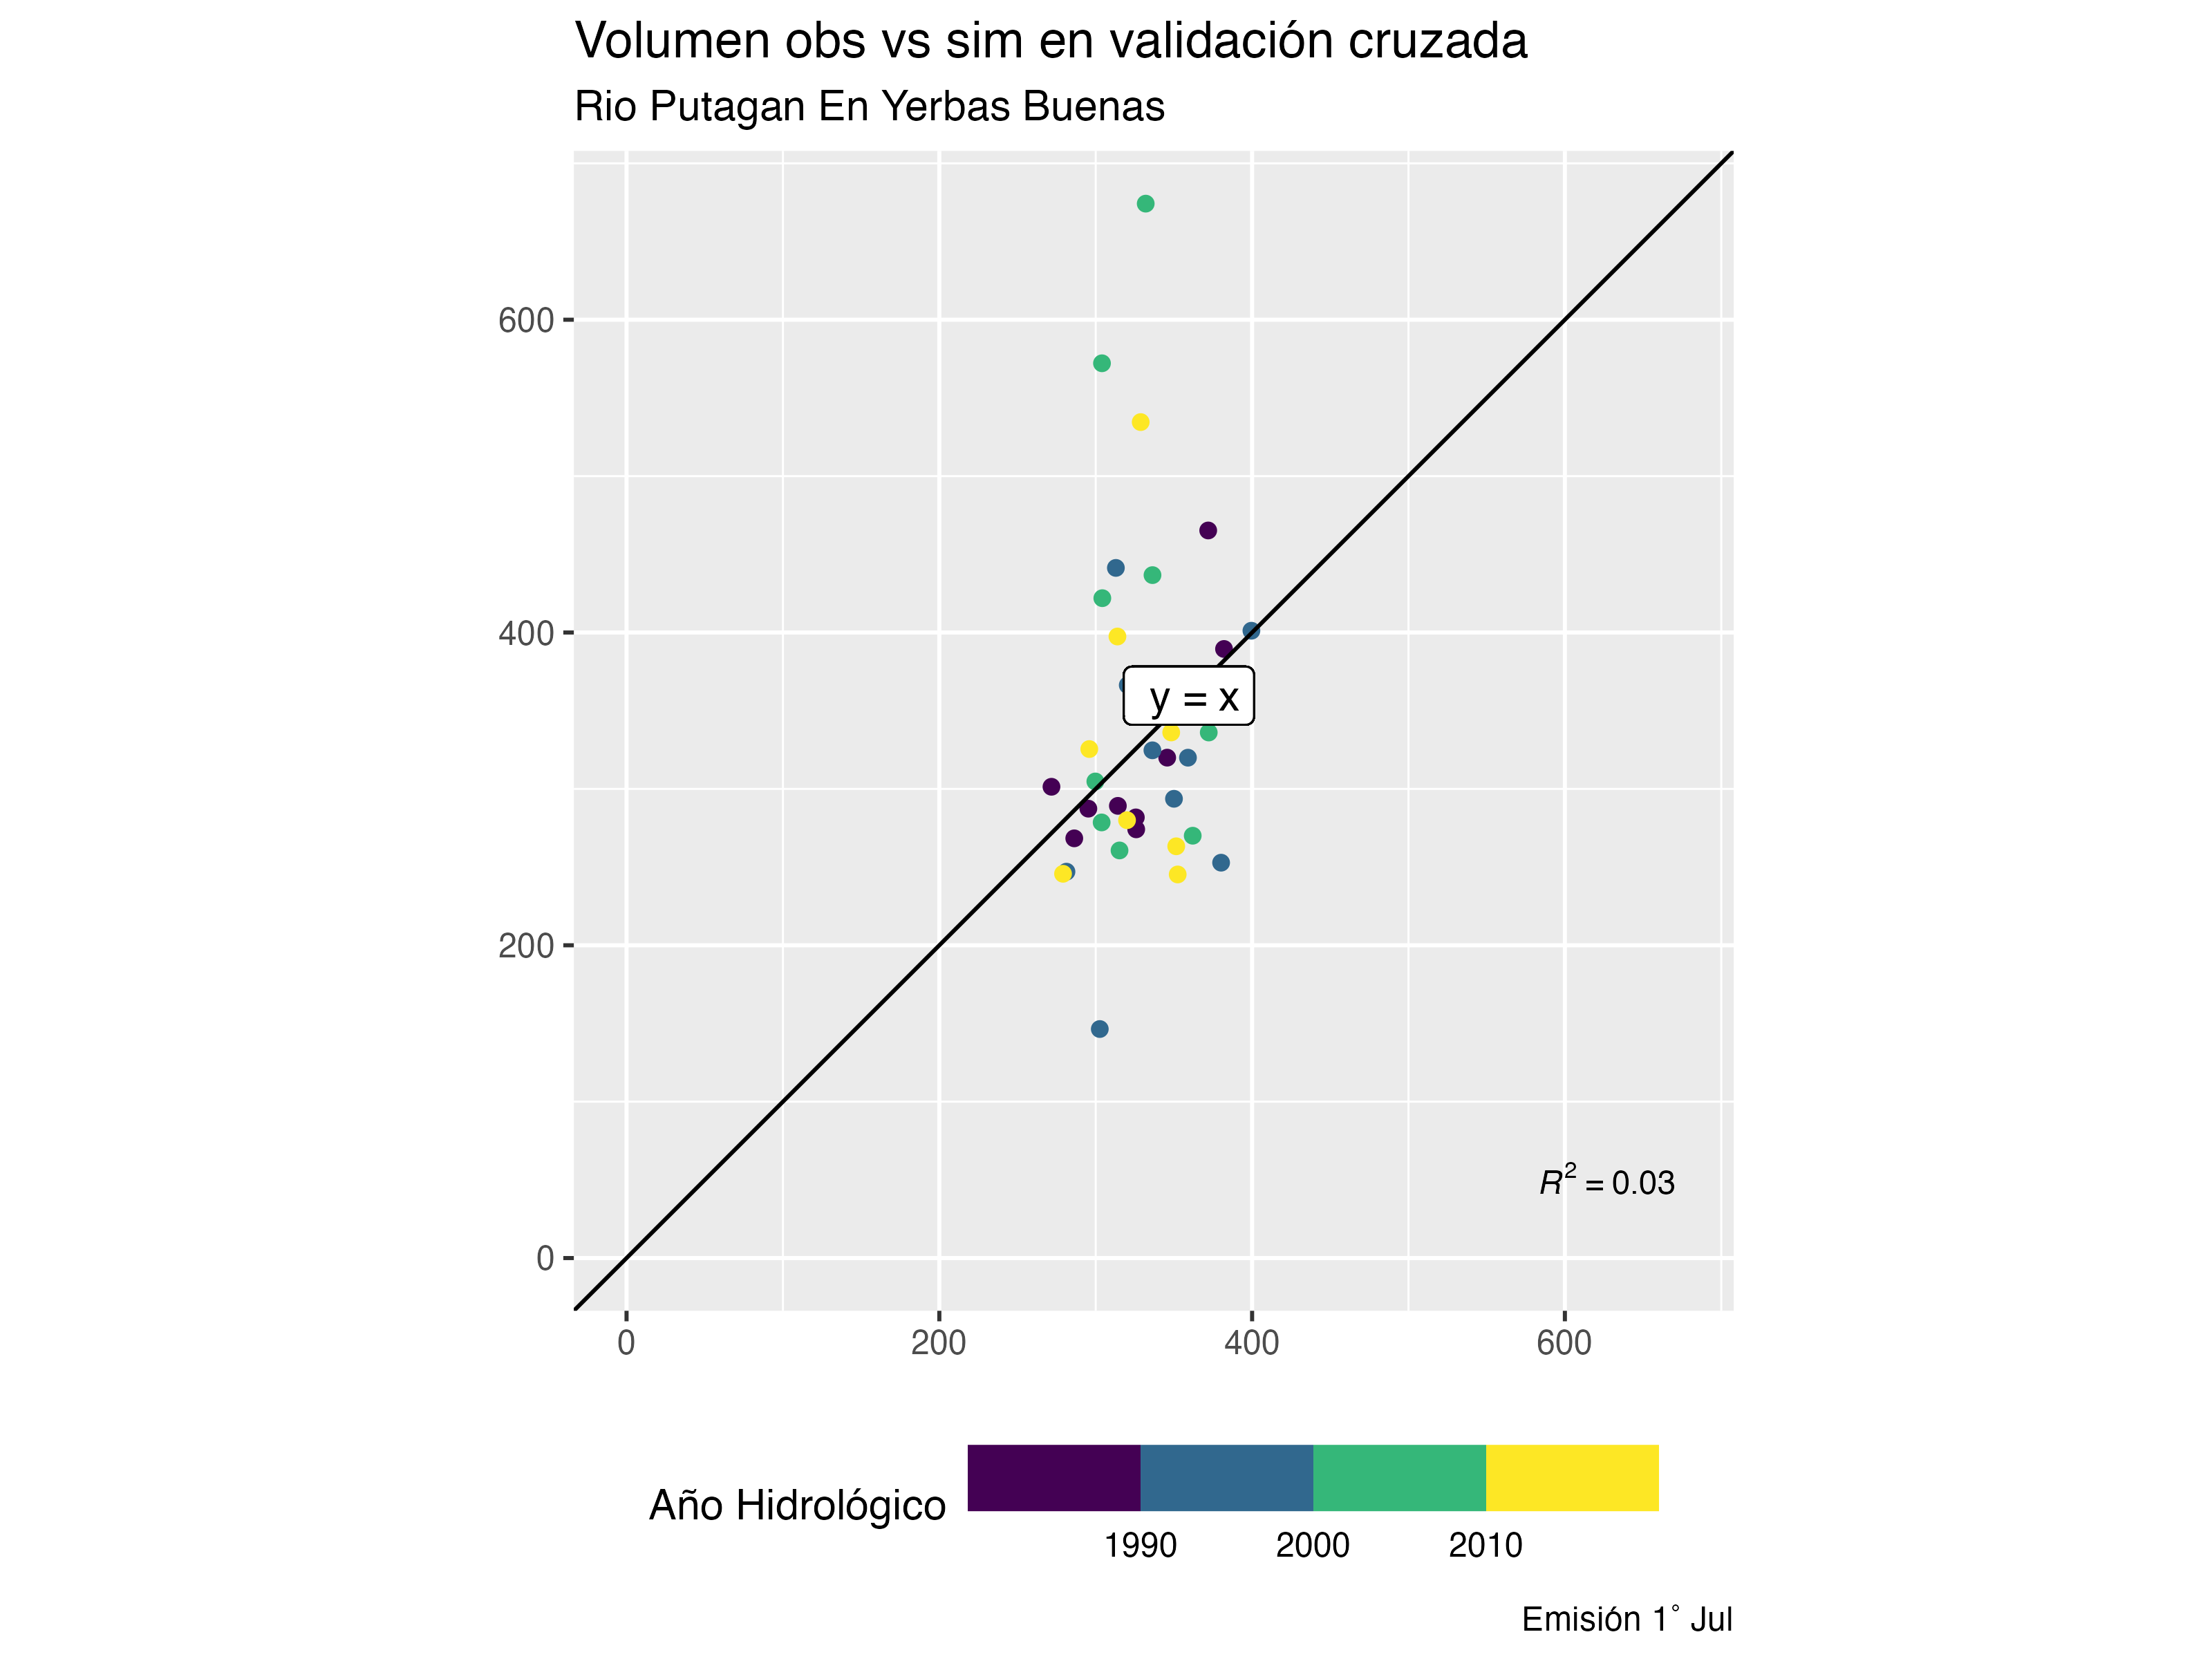 Volumen obs vs sim en validación cruzada
Rio Putagan En Yerbas Buenas
600
400
200
0
y = x
R² = 0.03
0 200 400 600
Año Hidrológico
1990 2000 2010
Emisión 1° Jul